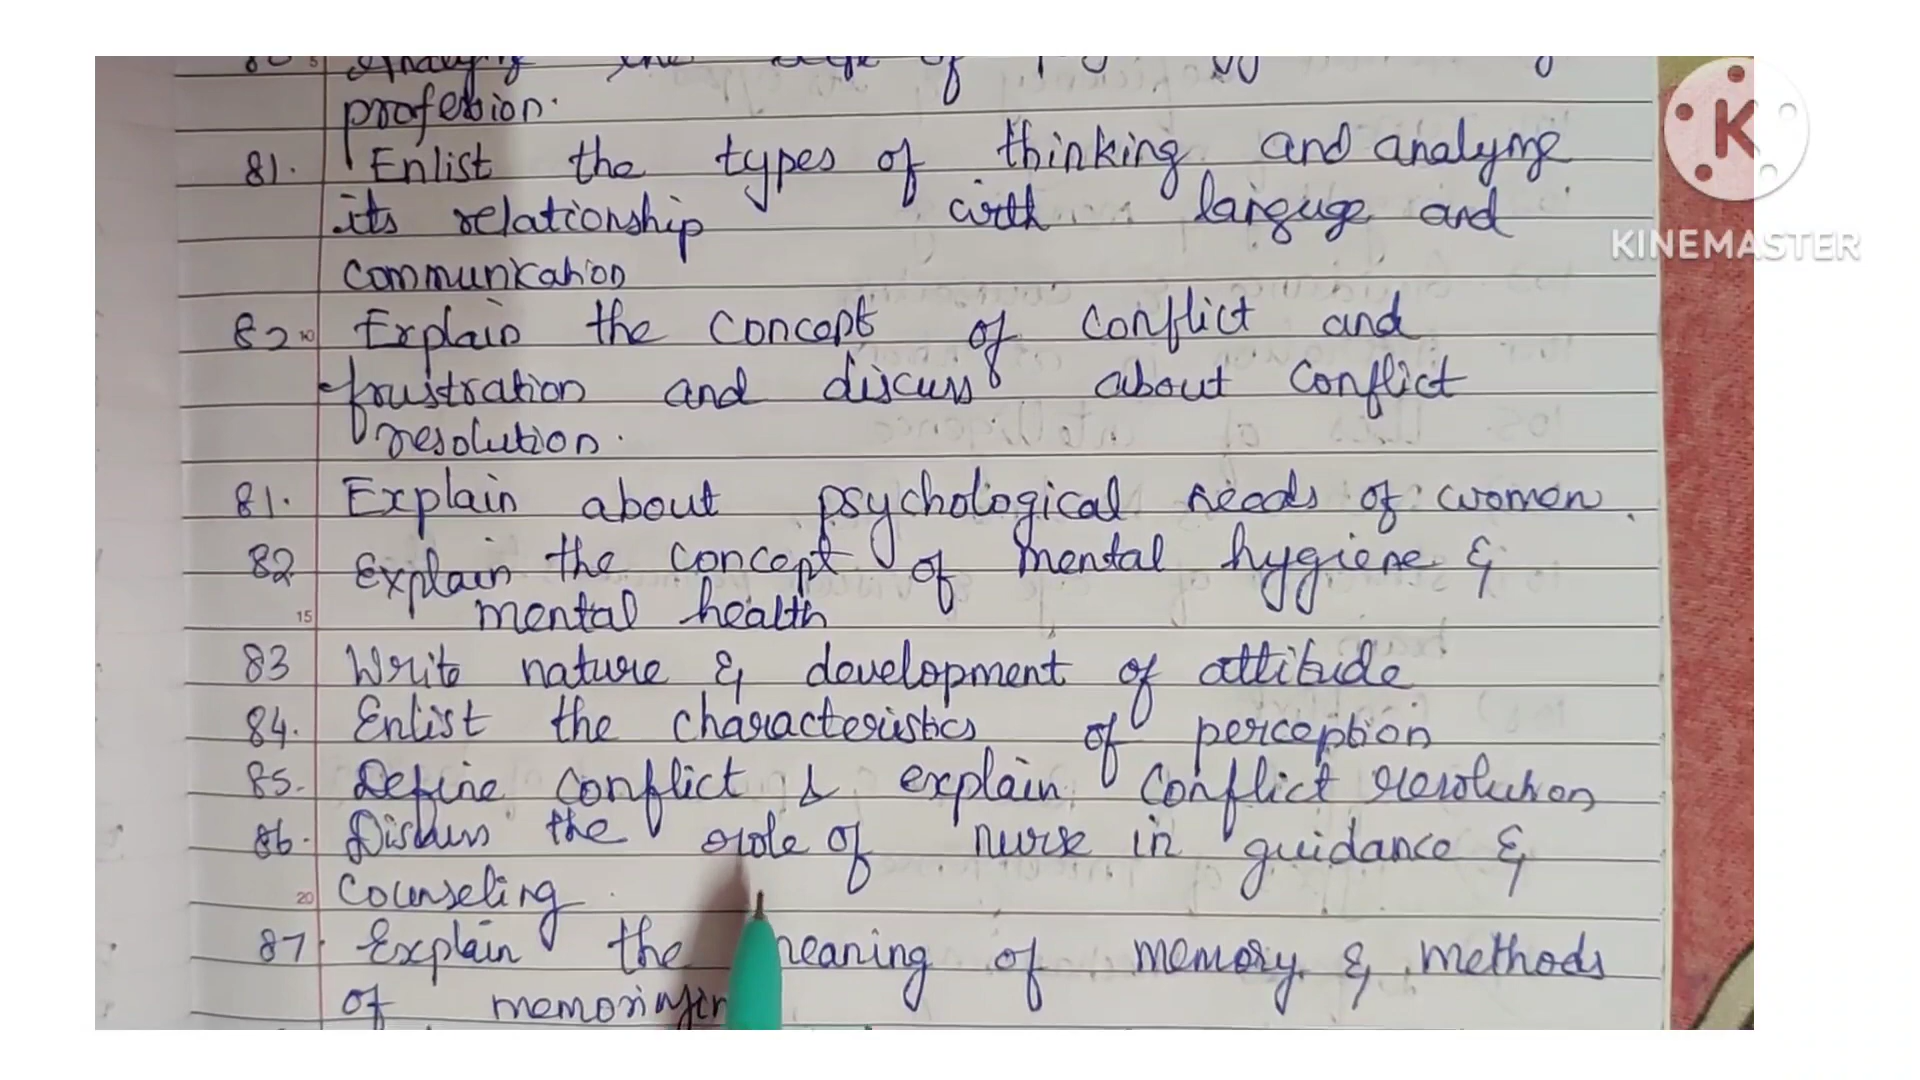 profession.
81. Enlist the types of thinking and analyze
its relationship with languge and
communication
82. Explain the concept of conflict and
frustration and discuss about conflict
resolution.
81. Explain about psychological needs of women.
82 Explain the concept of mental hygiene &
15 mental health
83 Write nature & development of attitude
84. Enlist the characteristics of perception
85. Define conflict & explain conflict resolution
86. Discuss the role of nurse in guidance &
20 counseling.
87. Explain the meaning of memory & methods
of
K
KINEMASTER